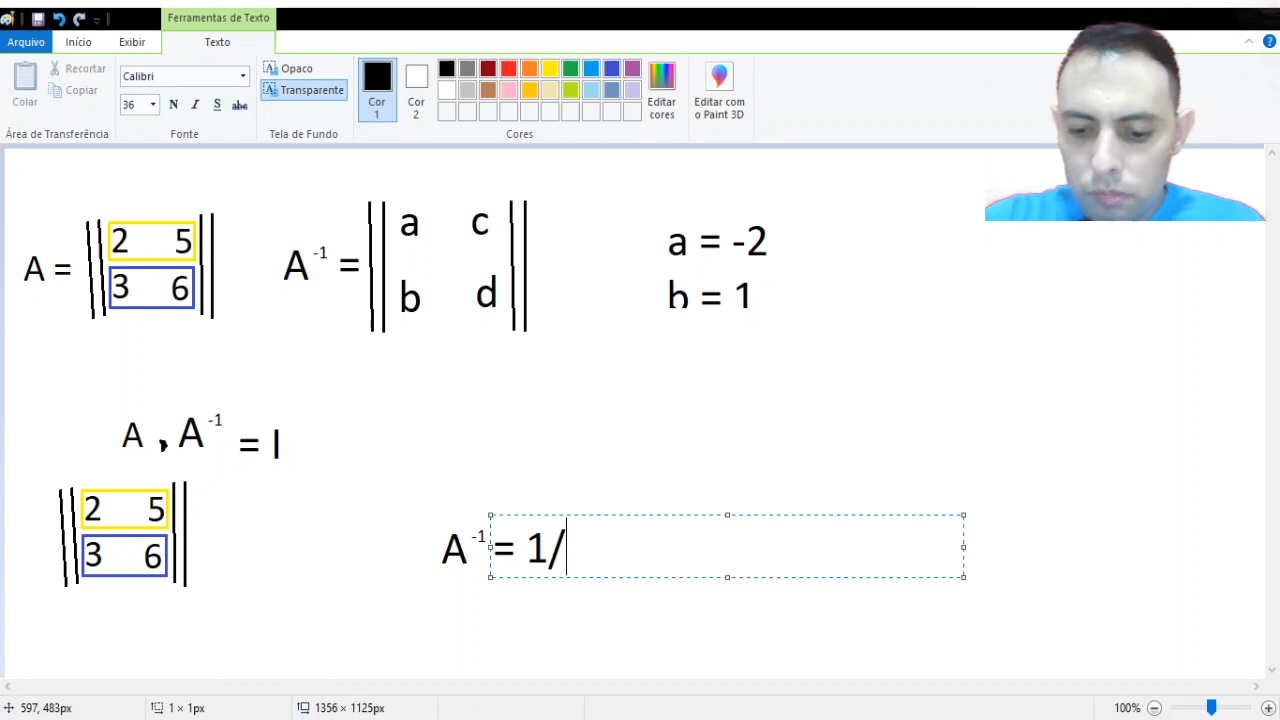 Ferramentas de Texto
Arquivo Início Exibir Texto
Colar
Recortar
Copiar
Área de Transferência
Calibri
36 N I S abc
Fonte
Opaco
Transparente
Tela de Fundo
Cor 1
Cor 2
Editar cores
Cores
Editar com o Paint 3D
A = 2 5
3 6
A -1 = a c
b d
a = -2
b = 1
A , A -1 = I
2 5
3 6
A -1 = 1/
597, 483px 1 × 1px 1356 × 1125px 100%